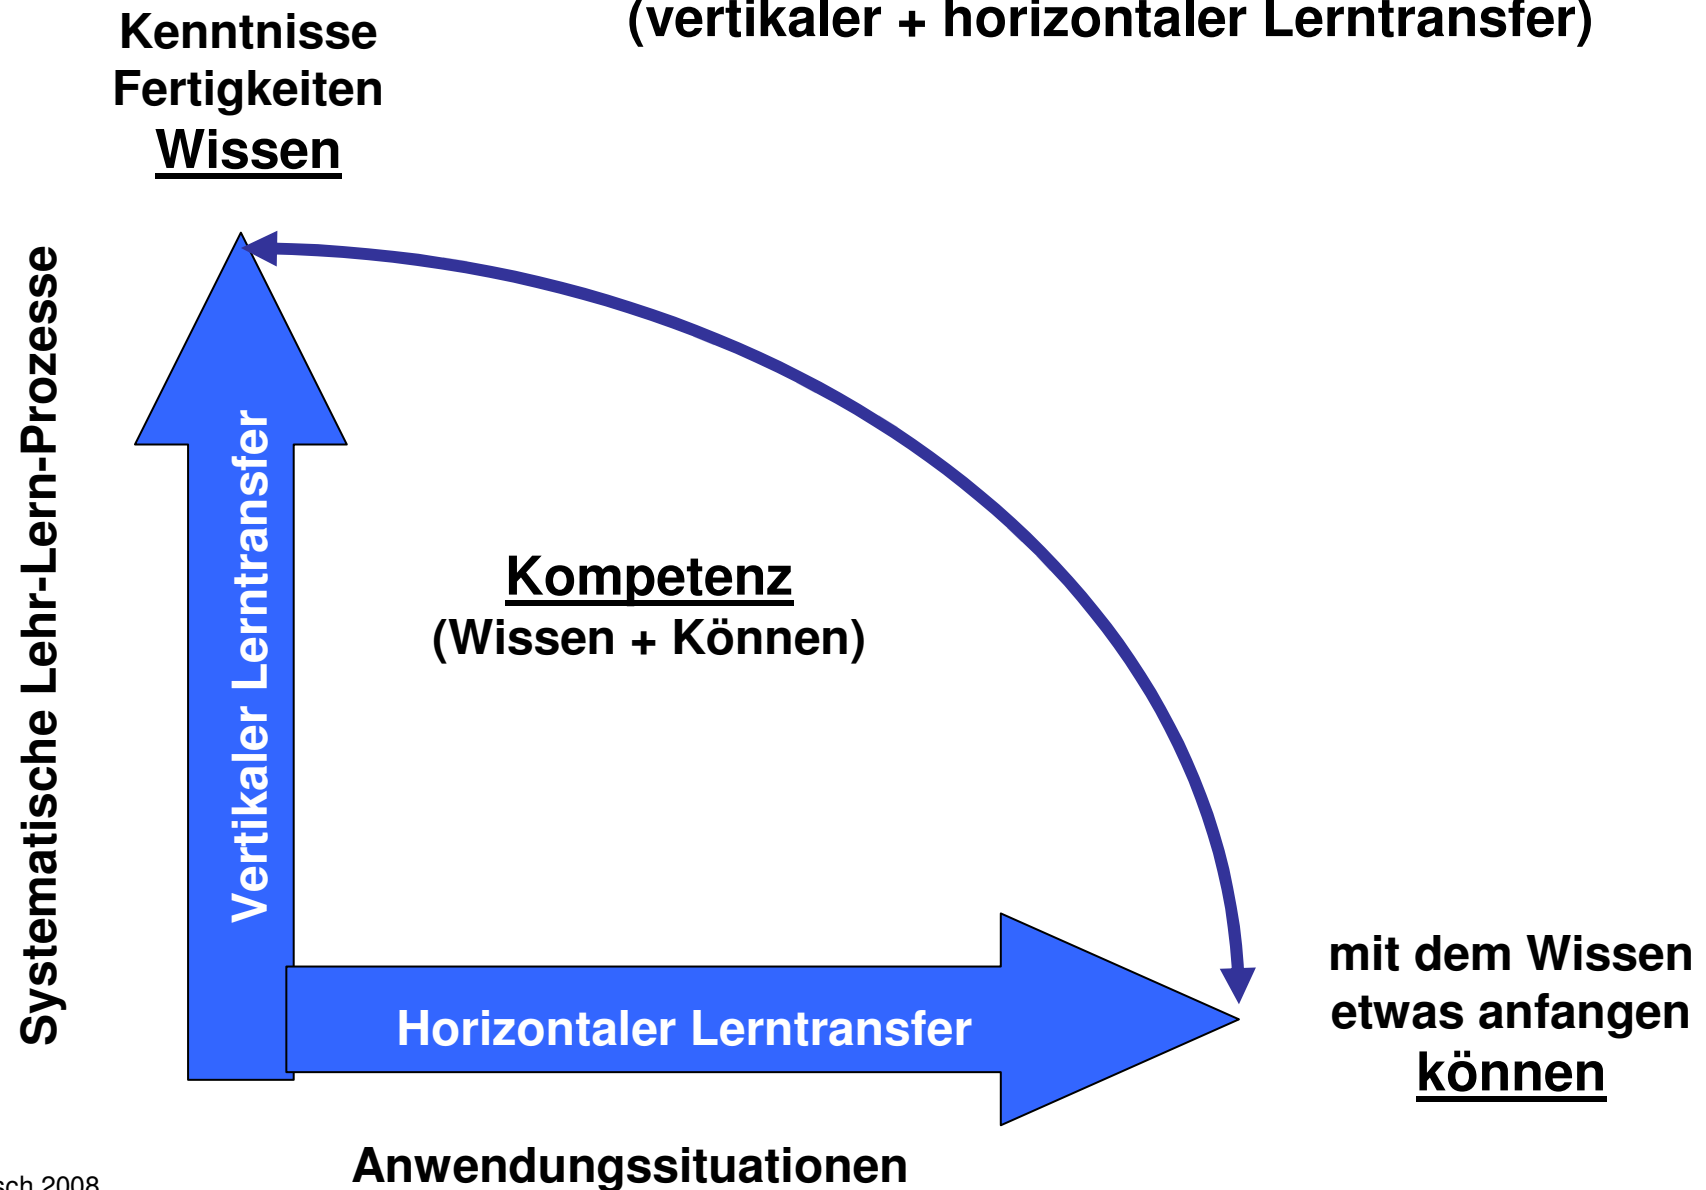 (vertikaler + horizontaler Lerntransfer)
Kenntnisse
Fertigkeiten
Wissen
Systematische Lehr-Lern-Prozesse
Vertikaler Lerntransfer
Kompetenz
(Wissen + Können)
Horizontaler Lerntransfer
mit dem Wissen
etwas anfangen
können
Anwendungssituationen
2008